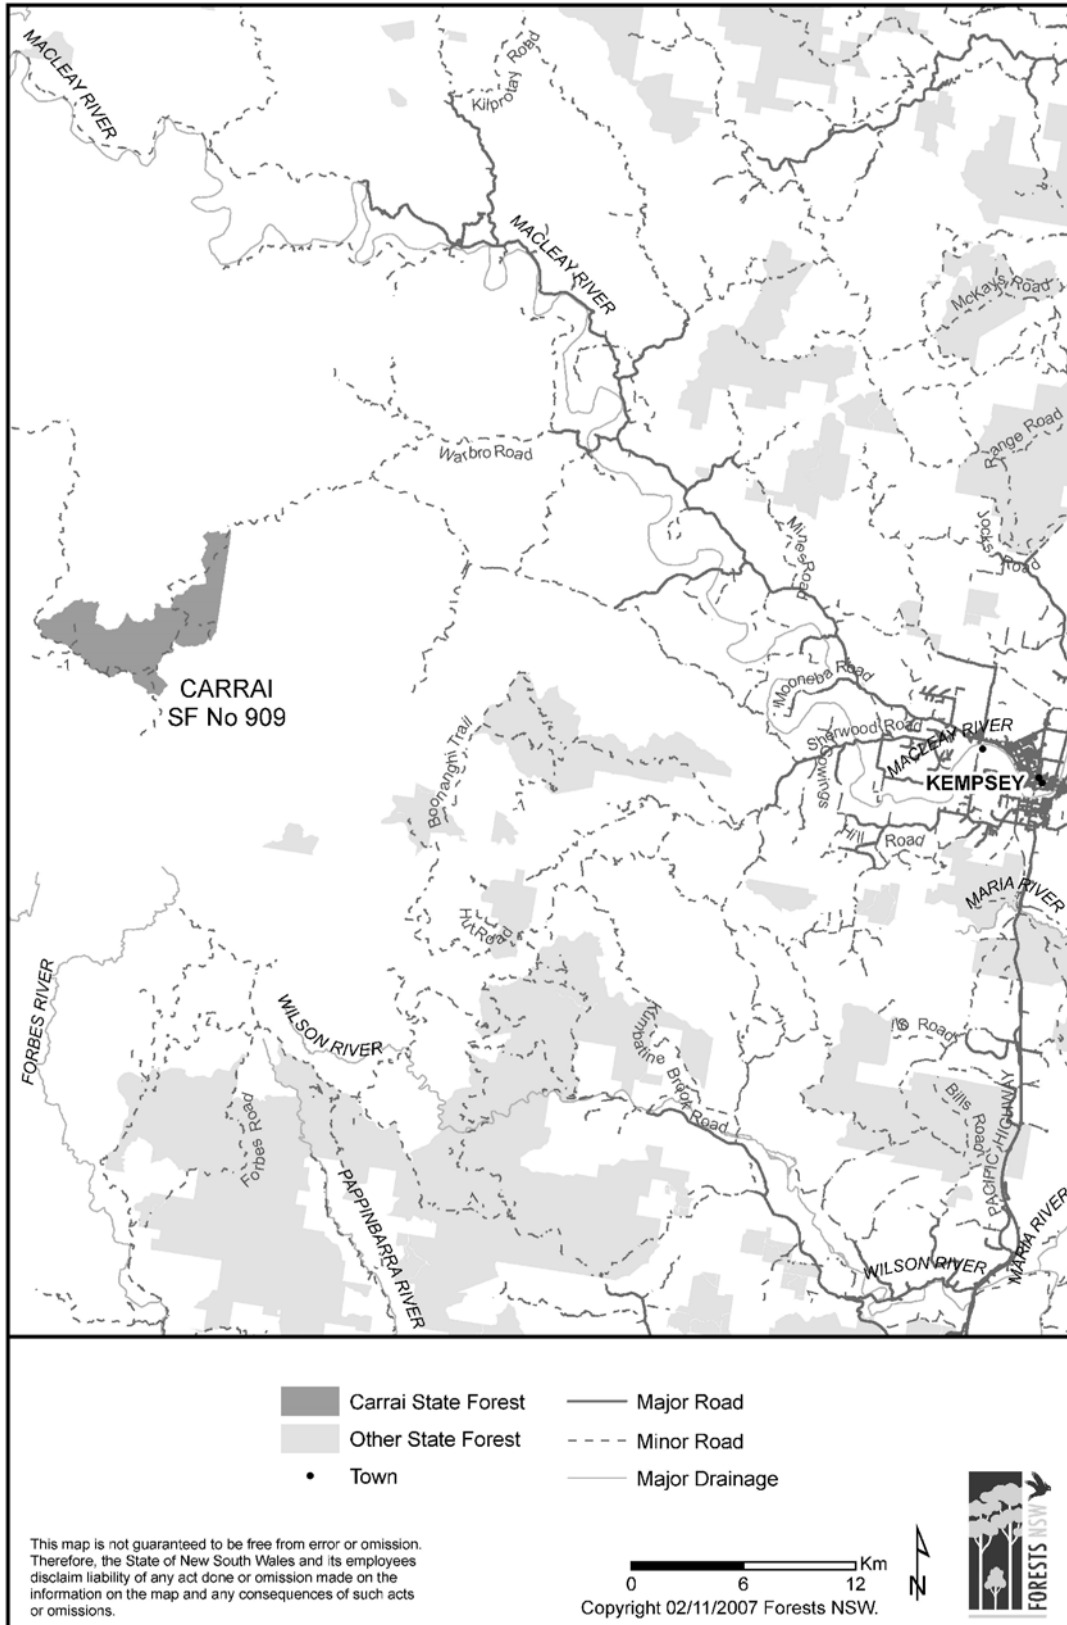 MACLEAY RIVER
Kilprotay Road
MACLEAY RIVER
McKays Road
Range Road
Warbro Road
Jocks Road
Mines Road
CARRAI
SF No 909
Mooneba Road
Sherwood Road
MACLEAY RIVER
Gowings
Hill Road
KEMPSEY
Boonanghi Trail
MARIA RIVER
Hut Road
FORBES RIVER
WILSON RIVER
Kumbatine Brook Road
Road
Bills Road
PACIFIC HIGHWAY
Forbes Road
PAPPINBARRA RIVER
WILSON RIVER
MARIA RIVER
Carrai State Forest
Other State Forest
Town
Major Road
Minor Road
Major Drainage
This map is not guaranteed to be free from error or omission.
Therefore, the State of New South Wales and its employees
disclaim liability of any act done or omission made on the
information on the map and any consequences of such acts
or omissions.
Km
0 6 12
Copyright 02/11/2007 Forests NSW.
N
FORESTS NSW